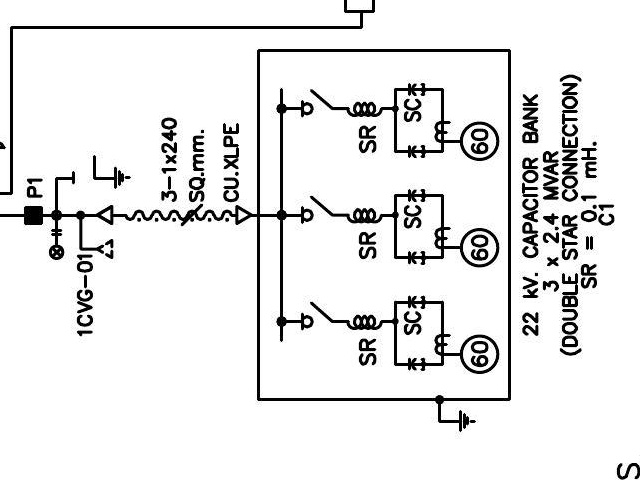 P1
1CVG-01
3-1x240
SQ.mm.
CU.XLPE
SR
SC
60
SR
SC
60
SR
SC
60
22 kV. CAPACITOR BANK
3 x 2.4 MVAR
(DOUBLE STAR CONNECTION)
SR = 0.1 mH.
C1
S